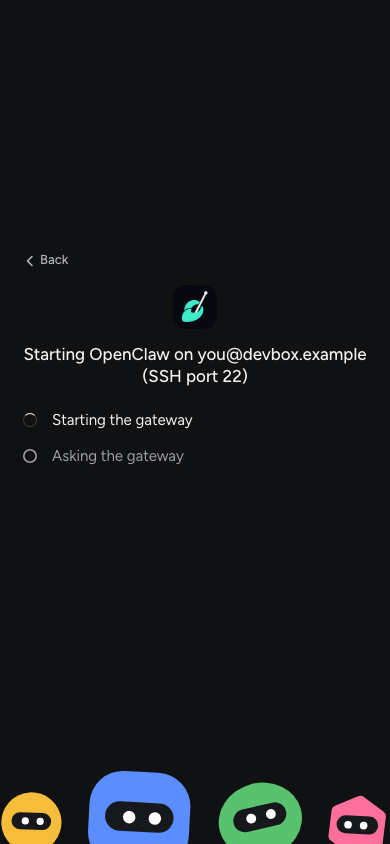 Back
Starting OpenClaw on you@devbox.example
(SSH port 22)
Starting the gateway
Asking the gateway